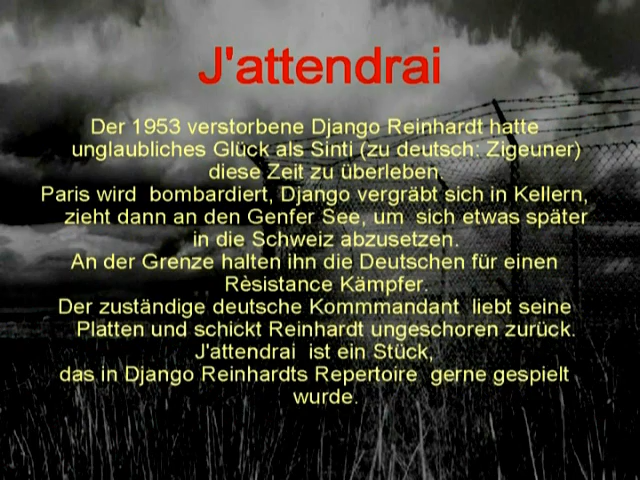 J'attendrai
Der 1953 verstorbene Django Reinhardt hatte
unglaubliches Glück als Sinti (zu deutsch: Zigeuner)
diese Zeit zu überleben.
Paris wird bombardiert, Django vergräbt sich in Kellern,
zieht dann an den Genfer See, um sich etwas später
in die Schweiz abzusetzen.
An der Grenze halten ihn die Deutschen für einen
Rèsistance Kämpfer.
Der zuständige deutsche Kommmandant liebt seine
Platten und schickt Reinhardt ungeschoren zurück.
J'attendrai ist ein Stück,
das in Django Reinhardts Repertoire gerne gespielt
wurde.